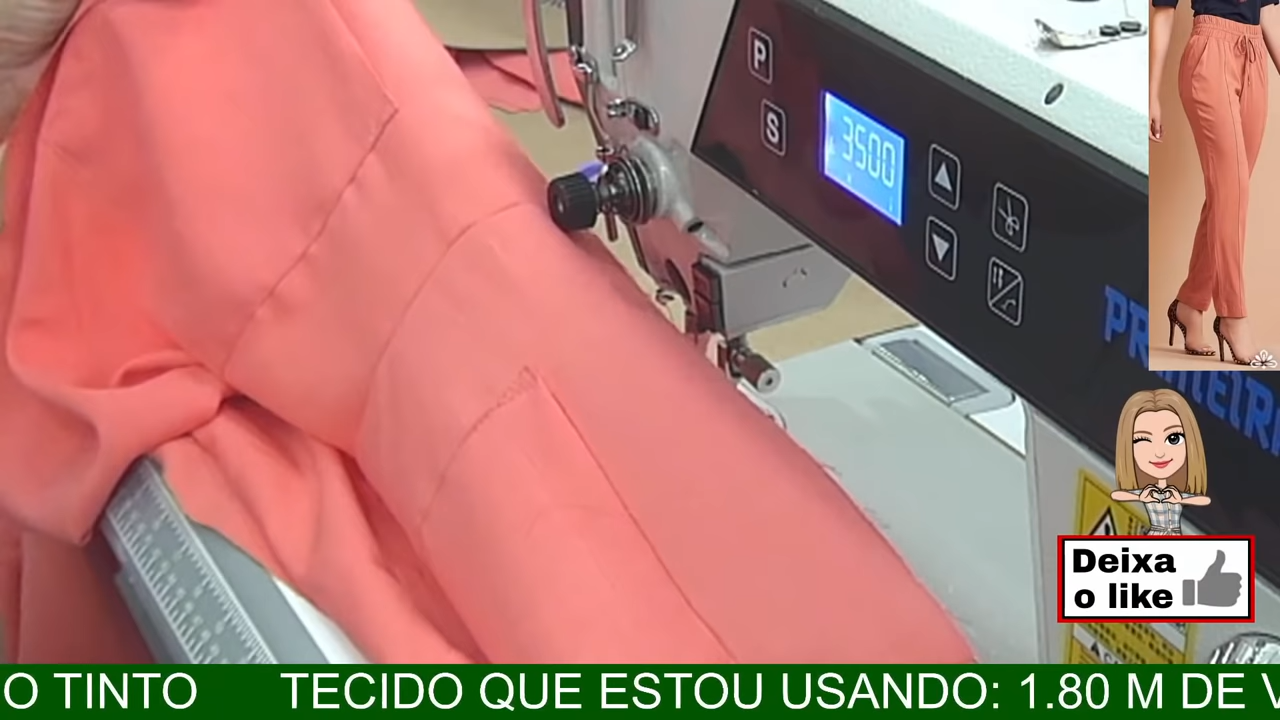 P
S
3500
Deixa
o like
O TINTO TECIDO QUE ESTOU USANDO: 1.80 M DE